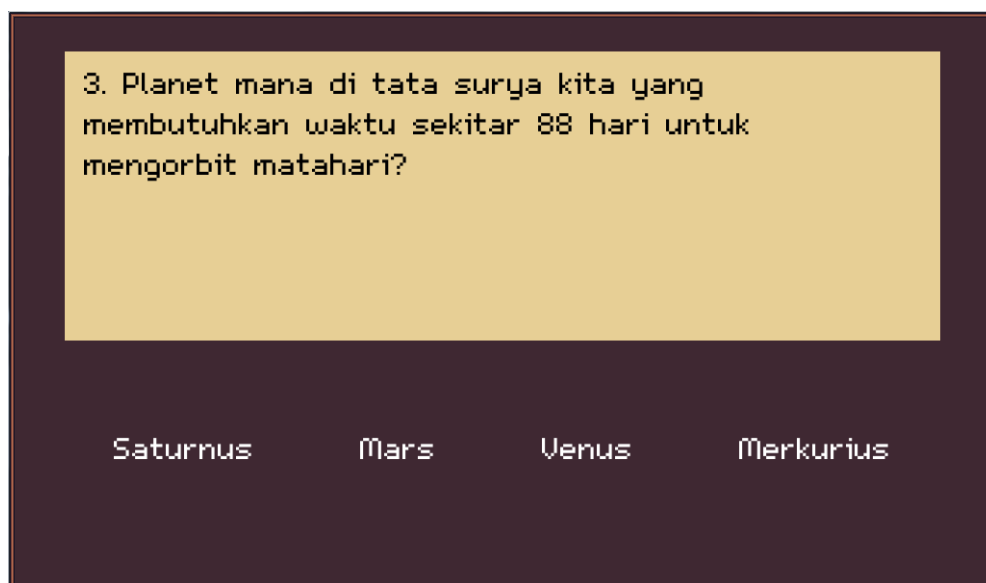 3. Planet mana di tata surya kita yang
membutuhkan waktu sekitar 88 hari untuk
mengorbit matahari?
Saturnus Mars Venus Merkurius